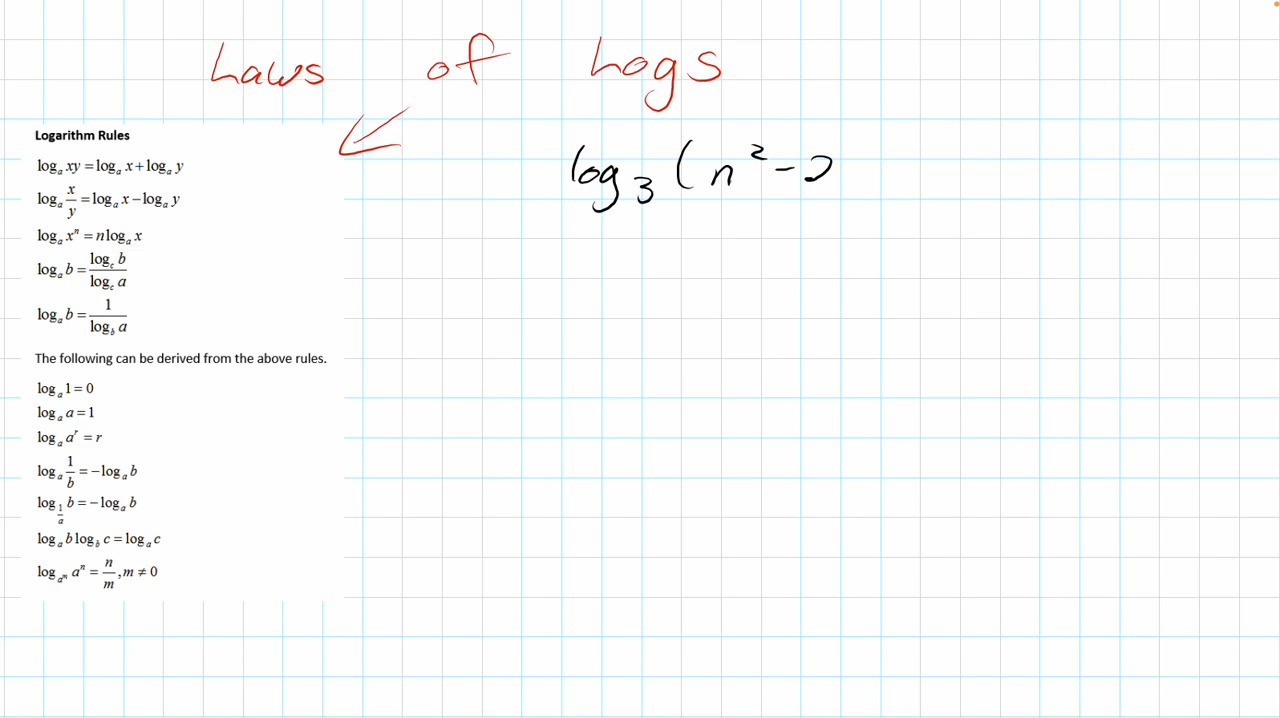 Laws of Logs
Logarithm Rules
log_a xy = log_a x + log_a y
log_a x/y = log_a x − log_a y
log_a x^n = n log_a x
log_a b = log_c b / log_c a
log_a b = 1 / log_b a
The following can be derived from the above rules.
log_a 1 = 0
log_a a = 1
log_a a^r = r
log_a 1/b = −log_a b
log_{1/a} b = −log_a b
log_a b log_b c = log_a c
log_{a^m} a^n = n/m, m ≠ 0
log_3 (n^2 − 2